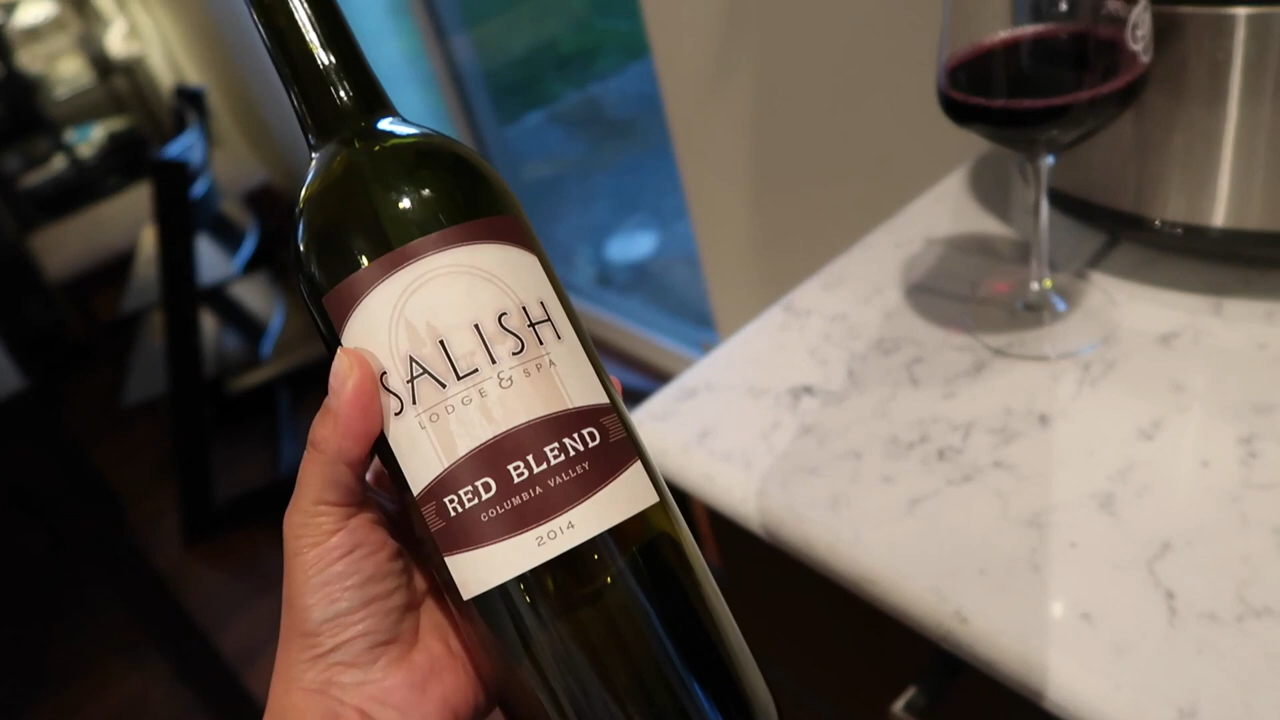 SALISH
LODGE & SPA
RED BLEND
COLUMBIA VALLEY
2014